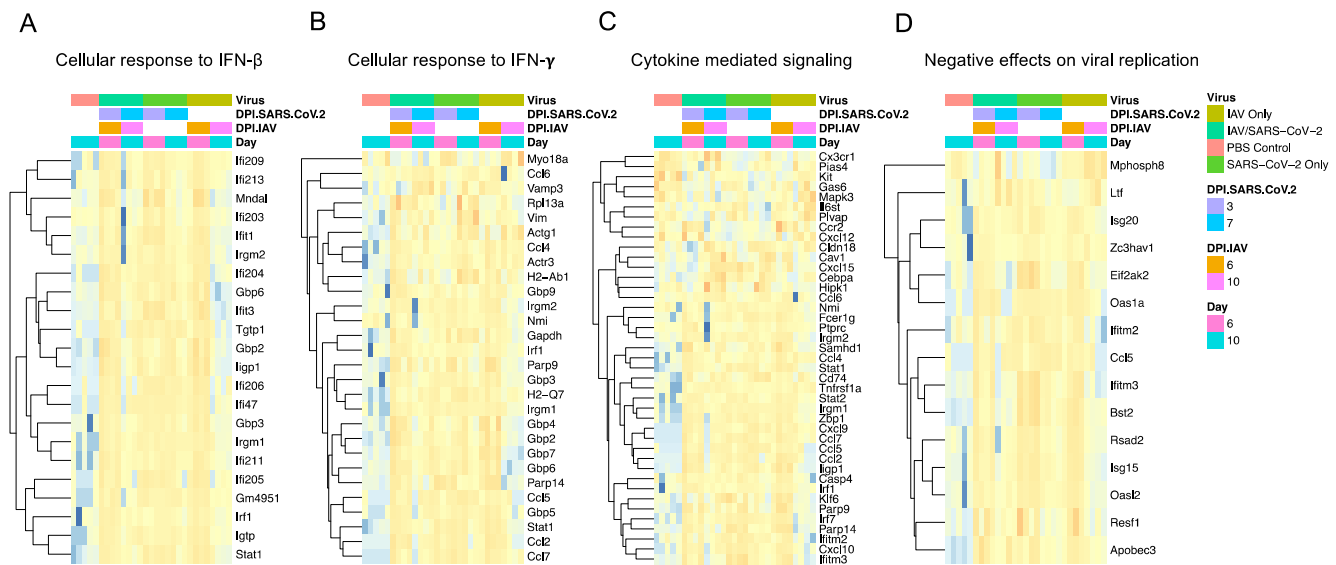 A
Cellular response to IFN-β
Virus
DPI.SARS.CoV.2
DPI.IAV
Day
Ifi209
Ifi213
Mndal
Ifi203
Ifit1
Irgm2
Ifi204
Gbp6
Ifit3
Tgtp1
Gbp2
Iigp1
Ifi206
Ifi47
Gbp3
Irgm1
Ifi211
Ifi205
Gm4951
Irf1
Igtp
Stat1
B
Cellular response to IFN-γ
Virus
DPI.SARS.CoV.2
DPI.IAV
Day
Myo18a
Ccl6
Vamp3
Rpl13a
Vim
Actg1
Ccl4
Actr3
H2−Ab1
Gbp9
Irgm2
Nmi
Gapdh
Irf1
Parp9
Gbp3
H2−Q7
Irgm1
Gbp4
Gbp2
Gbp7
Gbp6
Parp14
Ccl5
Gbp5
Stat1
Ccl2
Ccl7
C
Cytokine mediated signaling
Virus
DPI.SARS.CoV.2
DPI.IAV
Day
Cx3cr1
Pias4
Kit
Gas6
Mapk3
Il6st
Plvap
Ccr2
Cxcl12
Cldn18
Cav1
Cxcl15
Cebpa
Hipk1
Ccl6
Nmi
Fcer1g
Ptprc
Irgm2
Samhd1
Ccl4
Stat1
Cd74
Tnfrsf1a
Stat2
Irgm1
Zbp1
Cxcl9
Ccl7
Ccl5
Ccl2
Iigp1
Casp4
Irf1
Klf6
Parp9
Irf7
Parp14
Ifitm2
Cxcl10
Ifitm3
D
Negative effects on viral replication
Virus
DPI.SARS.CoV.2
DPI.IAV
Day
Mphosph8
Ltf
Isg20
Zc3hav1
Eif2ak2
Oas1a
Ifitm2
Ccl5
Ifitm3
Bst2
Rsad2
Isg15
Oasl2
Resf1
Apobec3
Virus
IAV Only
IAV/SARS−CoV−2
PBS Control
SARS−CoV−2 Only
DPI.SARS.CoV.2
3
7
DPI.IAV
6
10
Day
6
10